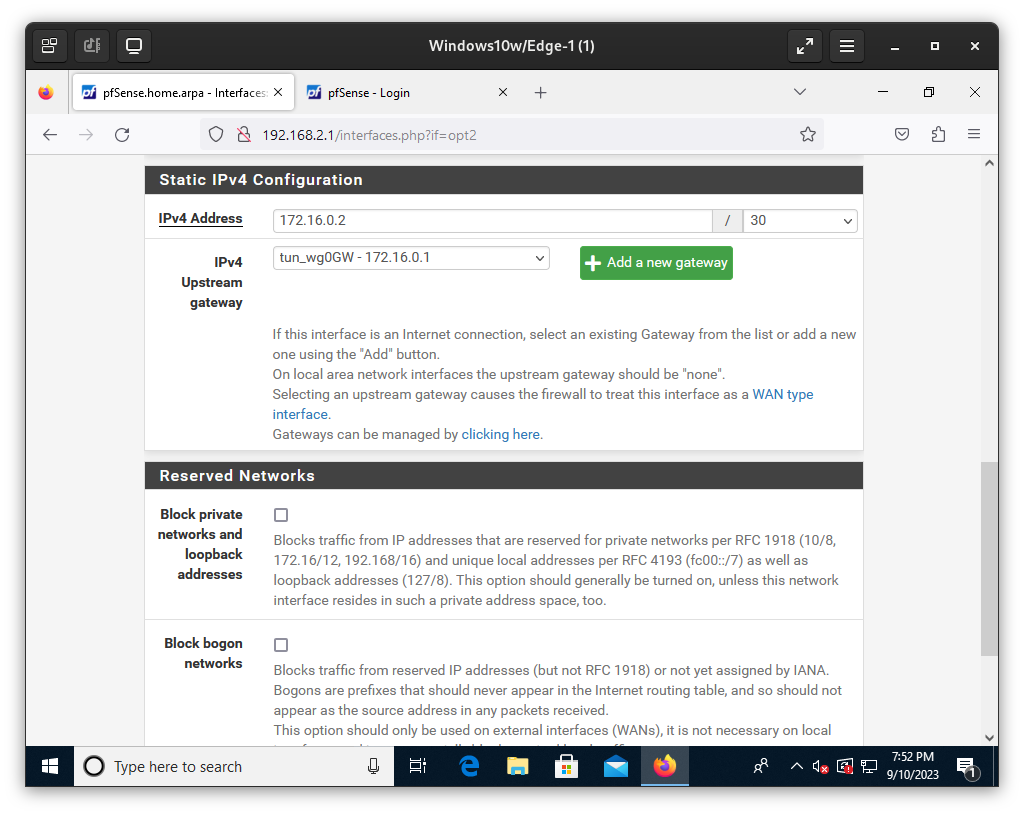 Windows10w/Edge-1 (1)
pfSense.home.arpa - Interfaces:
pfSense - Login
192.168.2.1/interfaces.php?if=opt2
Static IPv4 Configuration
IPv4 Address
172.16.0.2
/
30
IPv4
Upstream
gateway
tun_wg0GW - 172.16.0.1
Add a new gateway
If this interface is an Internet connection, select an existing Gateway from the list or add a new
one using the "Add" button.
On local area network interfaces the upstream gateway should be "none".
Selecting an upstream gateway causes the firewall to treat this interface as a WAN type
interface.
Gateways can be managed by clicking here.
Reserved Networks
Block private
networks and
loopback
addresses
Blocks traffic from IP addresses that are reserved for private networks per RFC 1918 (10/8,
172.16/12, 192.168/16) and unique local addresses per RFC 4193 (fc00::/7) as well as
loopback addresses (127/8). This option should generally be turned on, unless this network
interface resides in such a private address space, too.
Block bogon
networks
Blocks traffic from reserved IP addresses (but not RFC 1918) or not yet assigned by IANA.
Bogons are prefixes that should never appear in the Internet routing table, and so should not
appear as the source address in any packets received.
This option should only be used on external interfaces (WANs), it is not necessary on local
Type here to search
7:52 PM
9/10/2023
1